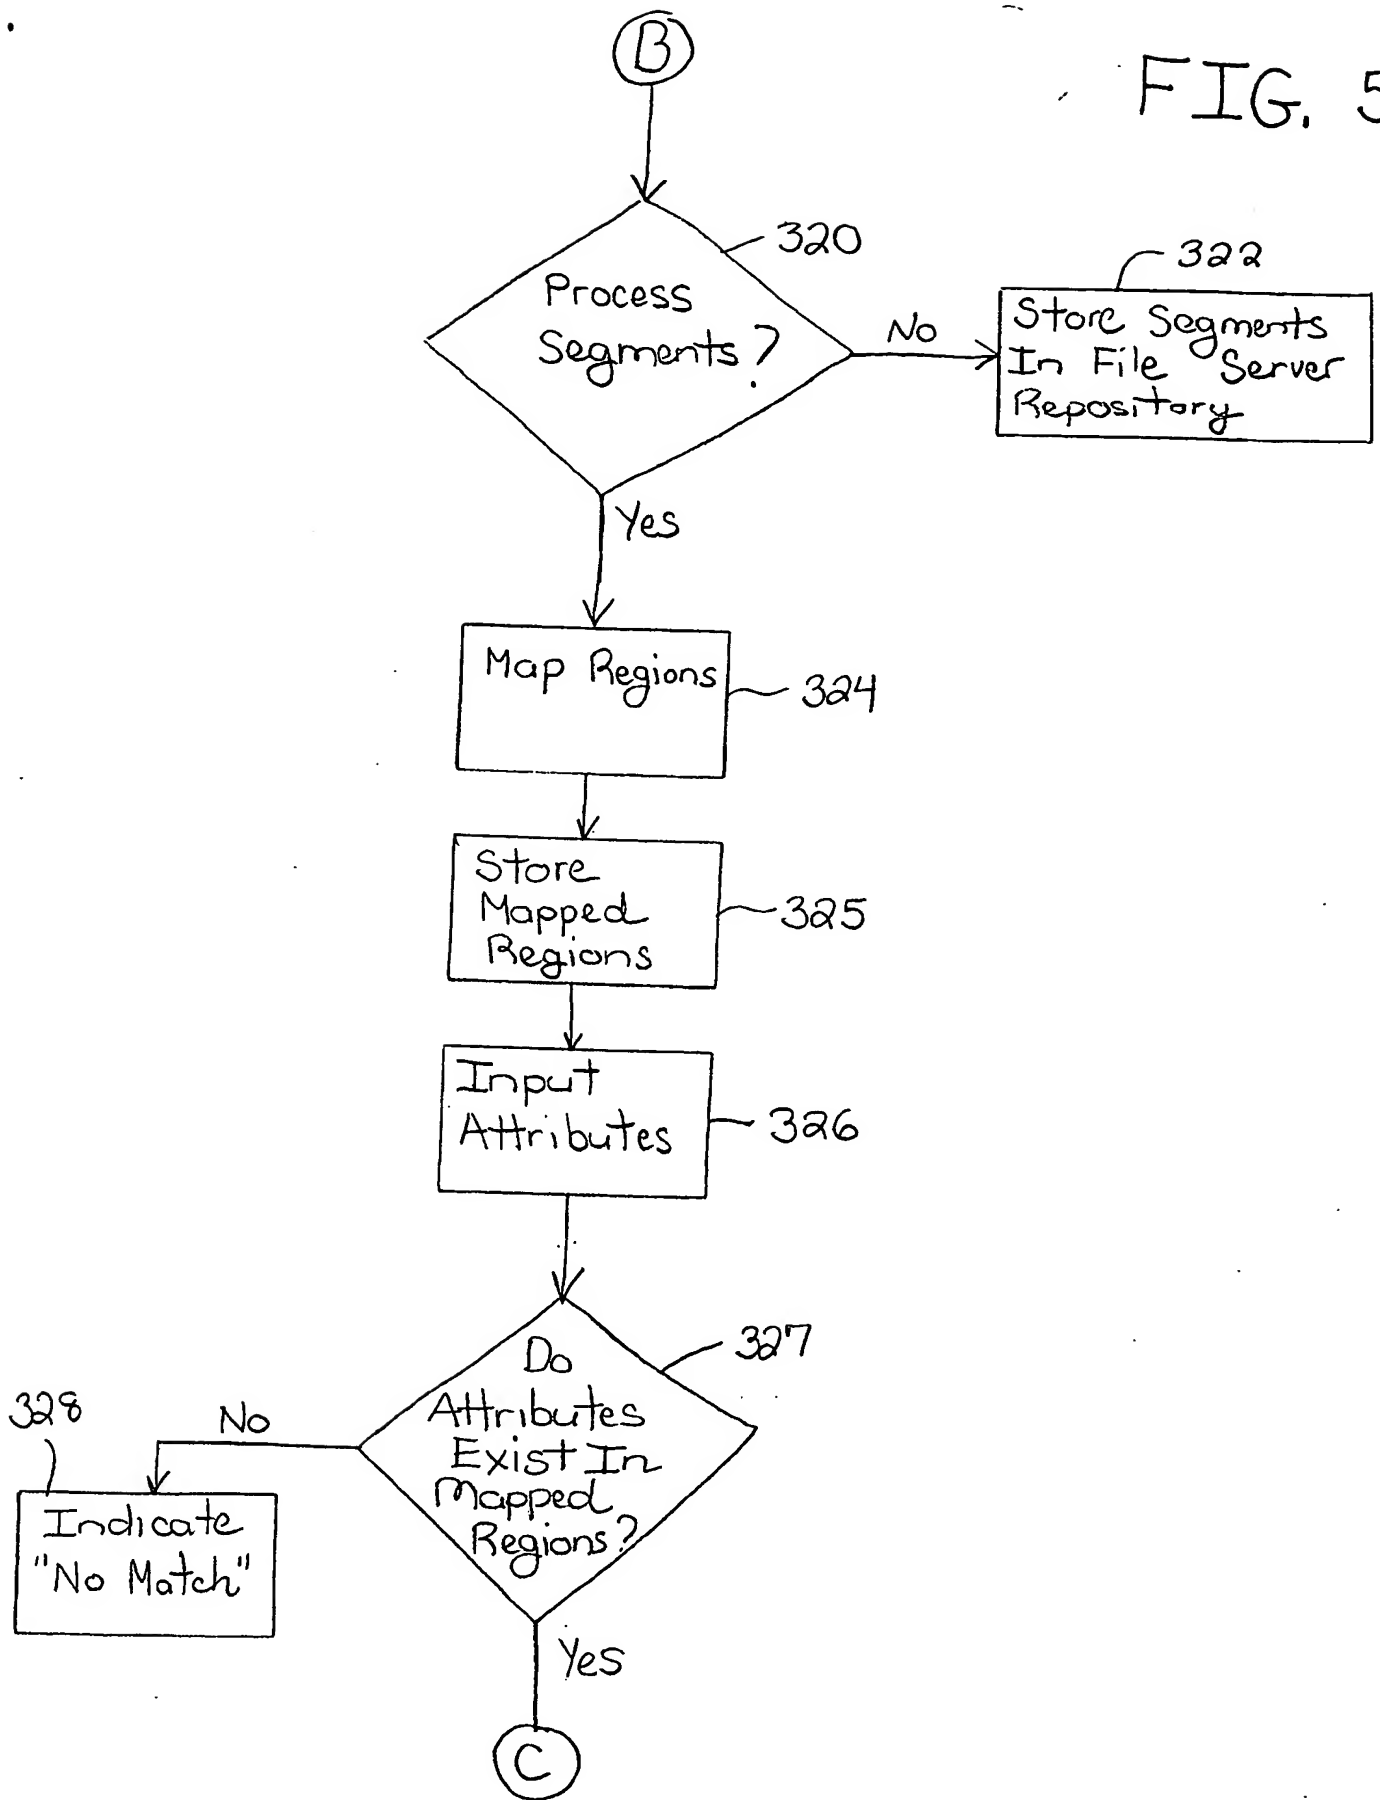 B
FIG. 5
320
Process
Segments?
No
322
Store Segments
In File Server
Repository
Yes
Map Regions
324
Store
Mapped
Regions
325
Input
Attributes
326
Do
Attributes
Exist In
Mapped
Regions?
327
No
328
Indicate
"No Match"
Yes
C